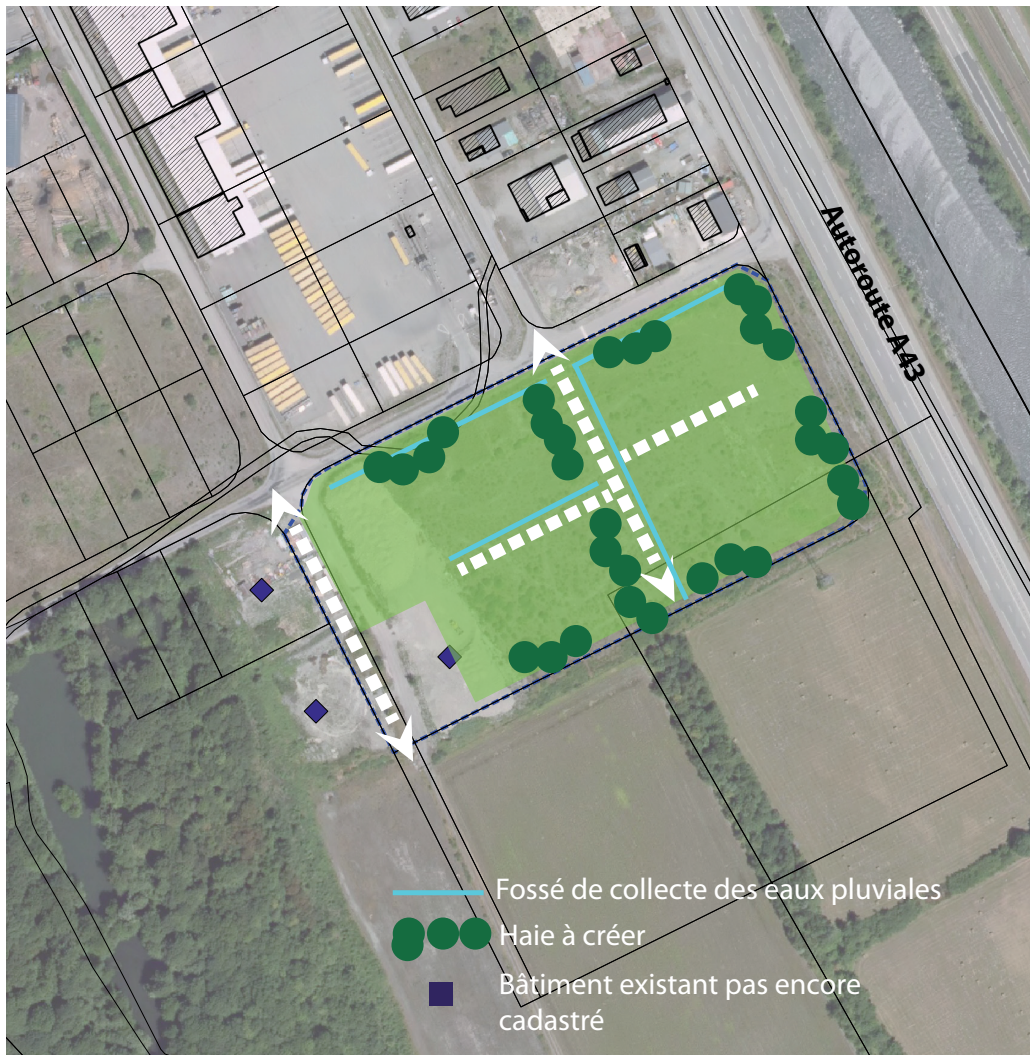 Autoroute A43
Fossé de collecte des eaux pluviales
Haie à créer
Bâtiment existant pas encore
cadastré